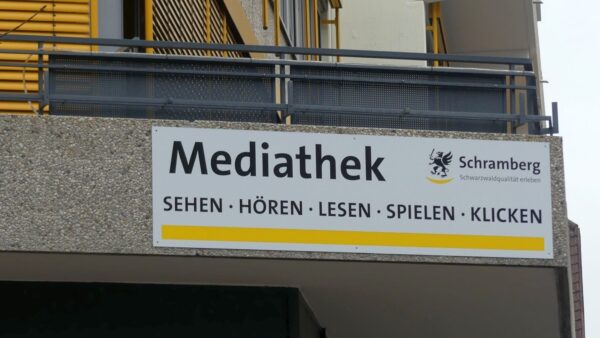 Mediathek
Schramberg
Schwarzwaldqualität erleben
SEHEN · HÖREN · LESEN · SPIELEN · KLICKEN